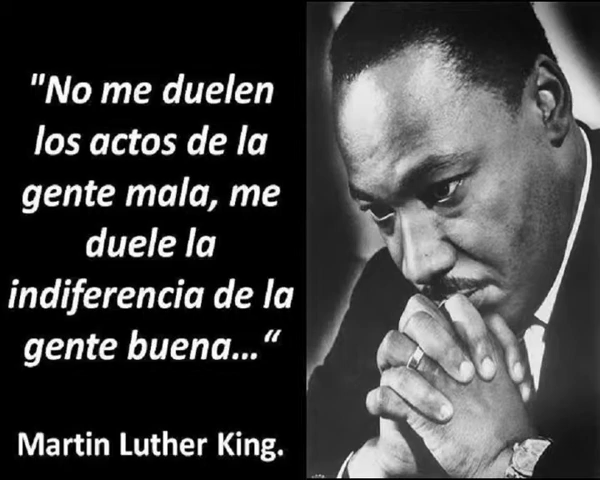 "No me duelen
los actos de la
gente mala, me
duele la
indiferencia de la
gente buena...“
Martin Luther King.